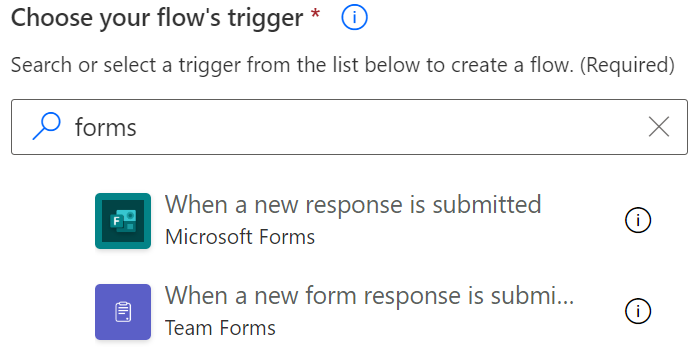 Choose your flow's trigger *
Search or select a trigger from the list below to create a flow. (Required)
forms
When a new response is submitted
Microsoft Forms
When a new form response is submi...
Team Forms